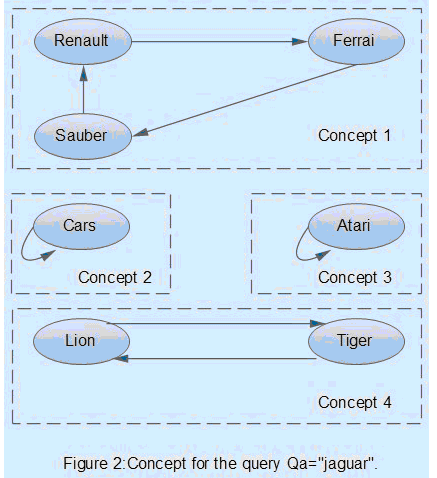 Renault
Ferrai
Sauber
Concept 1
Cars
Concept 2
Atari
Concept 3
Lion
Tiger
Concept 4
Figure 2:Concept for the query Qa="jaguar".